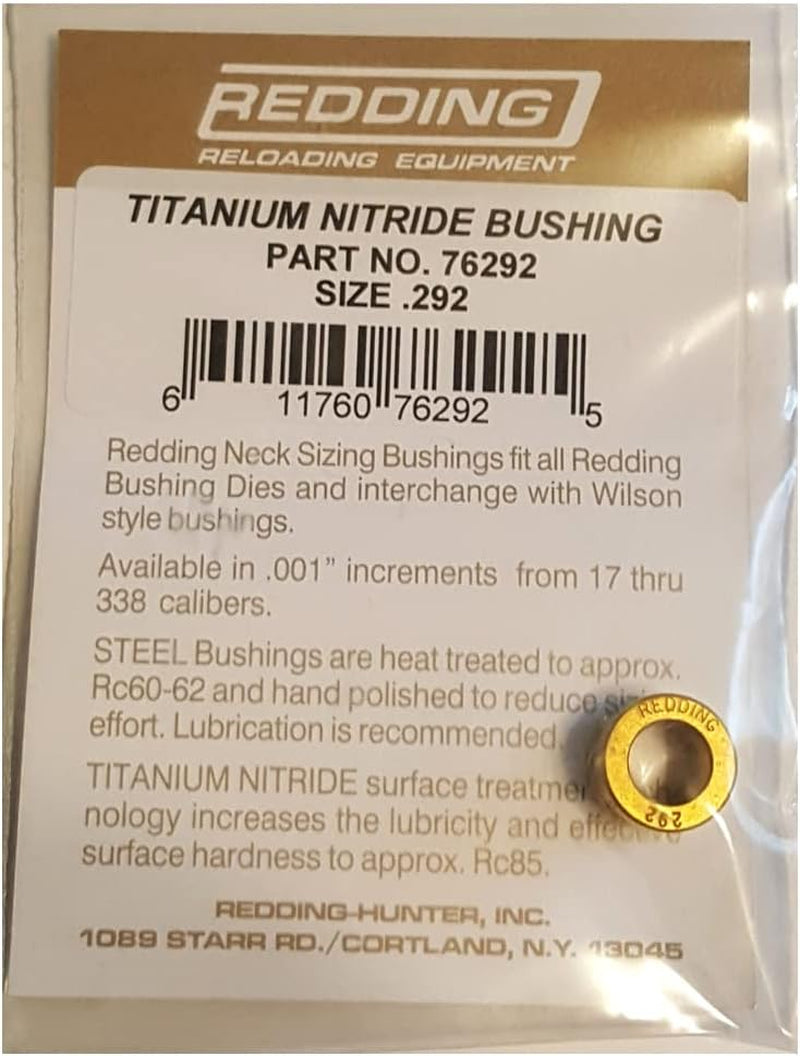 REDDING
RELOADING EQUIPMENT
TITANIUM NITRIDE BUSHING
PART NO. 76292
SIZE .292
6 11760 76292 5
Redding Neck Sizing Bushings fit all Redding
Bushing Dies and interchange with Wilson
style bushings.
Available in .001" increments from 17 thru
338 calibers.
STEEL Bushings are heat treated to approx.
Rc60-62 and hand polished to reduce
effort. Lubrication is recommended.
TITANIUM NITRIDE surface
nology increases the lubricity and
surface hardness to approx. Rc85.
REDDING
292
REDDING-HUNTER, INC.
1089 STARR RD./CORTLAND, N.Y. 13045